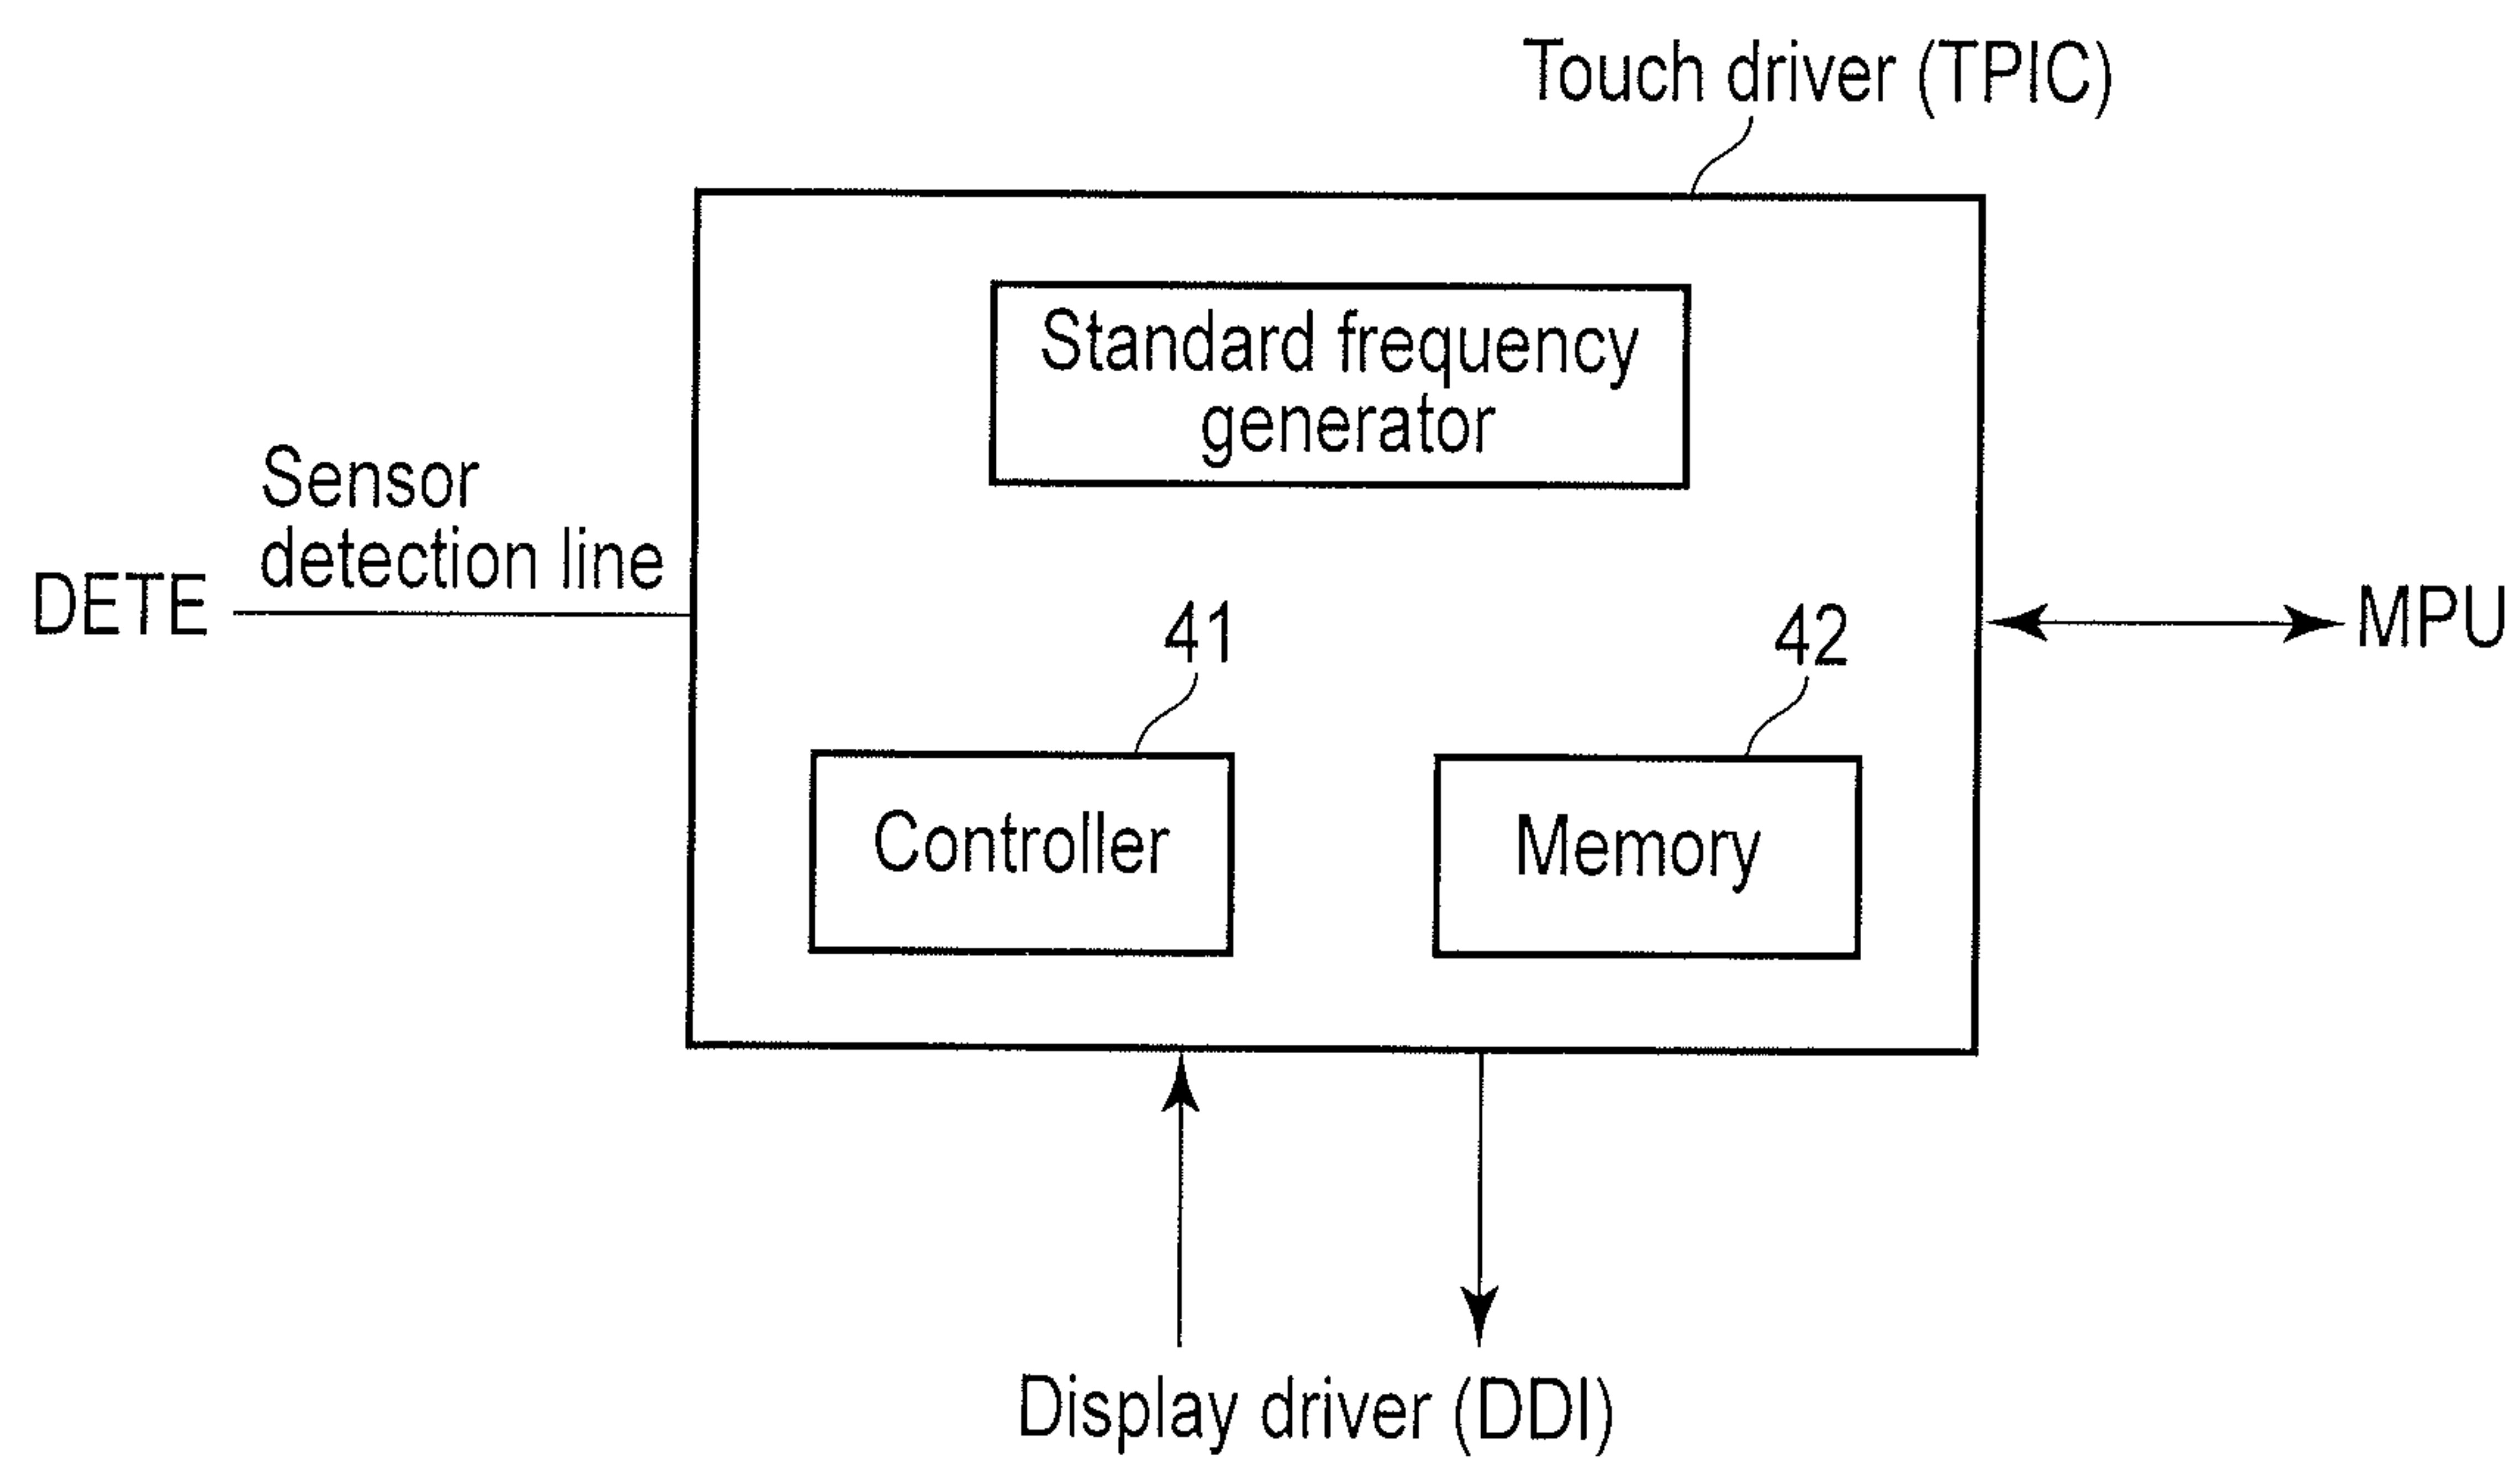 Touch driver (TPIC)
Standard frequency
generator
Sensor
detection line
DETE
41
42
MPU
Controller
Memory
Display driver (DDI)